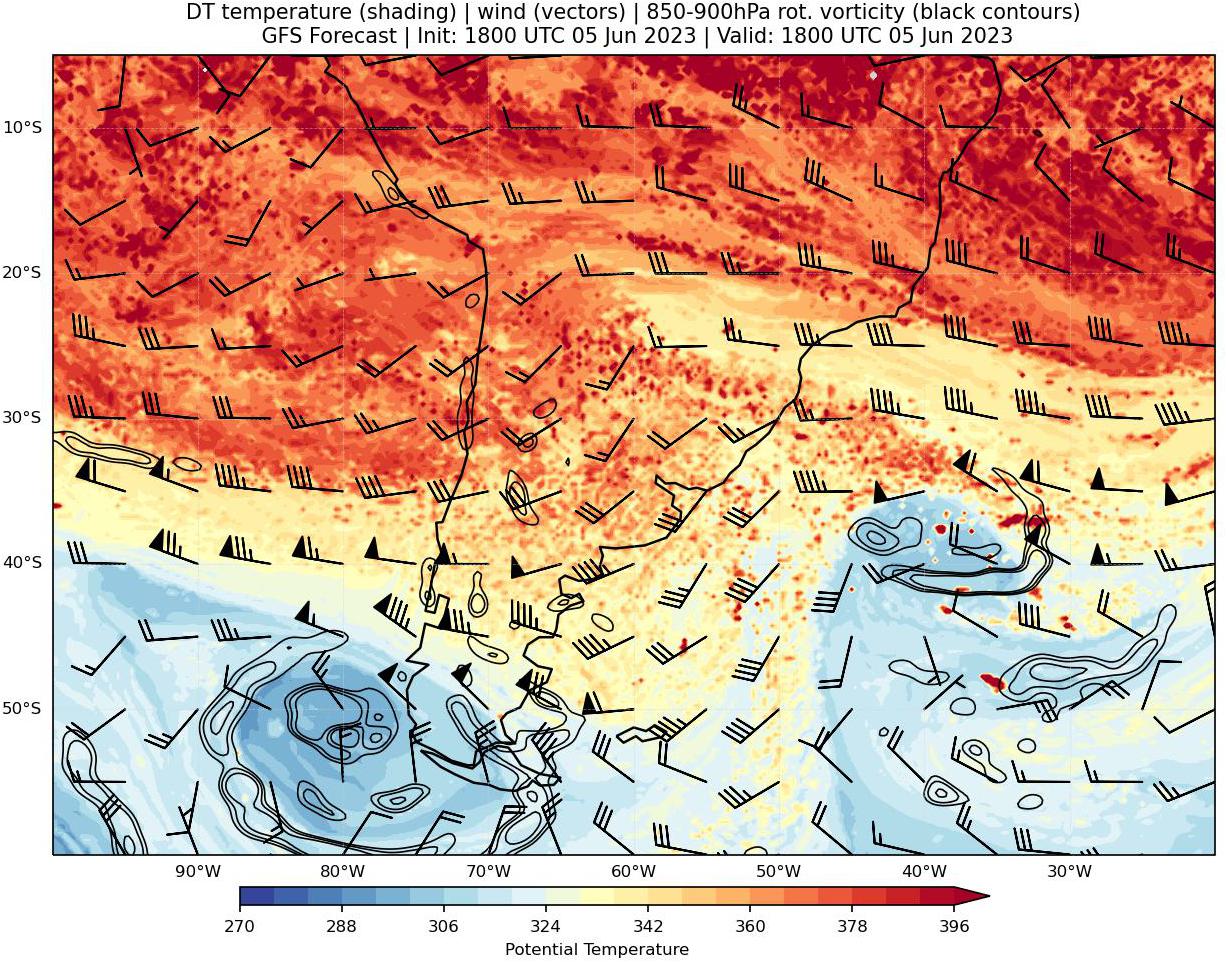 DT temperature (shading) | wind (vectors) | 850-900hPa rot. vorticity (black contours)
GFS Forecast | Init: 1800 UTC 05 Jun 2023 | Valid: 1800 UTC 05 Jun 2023
10°S
20°S
30°S
40°S
50°S
90°W 80°W 70°W 60°W 50°W 40°W 30°W
270 288 306 324 342 360 378 396
Potential Temperature